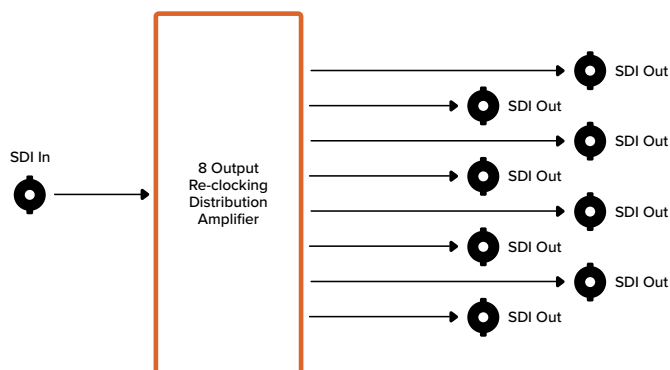 SDI In
8 Output
Re-clocking
Distribution
Amplifier
SDI Out
SDI Out
SDI Out
SDI Out
SDI Out
SDI Out
SDI Out
SDI Out